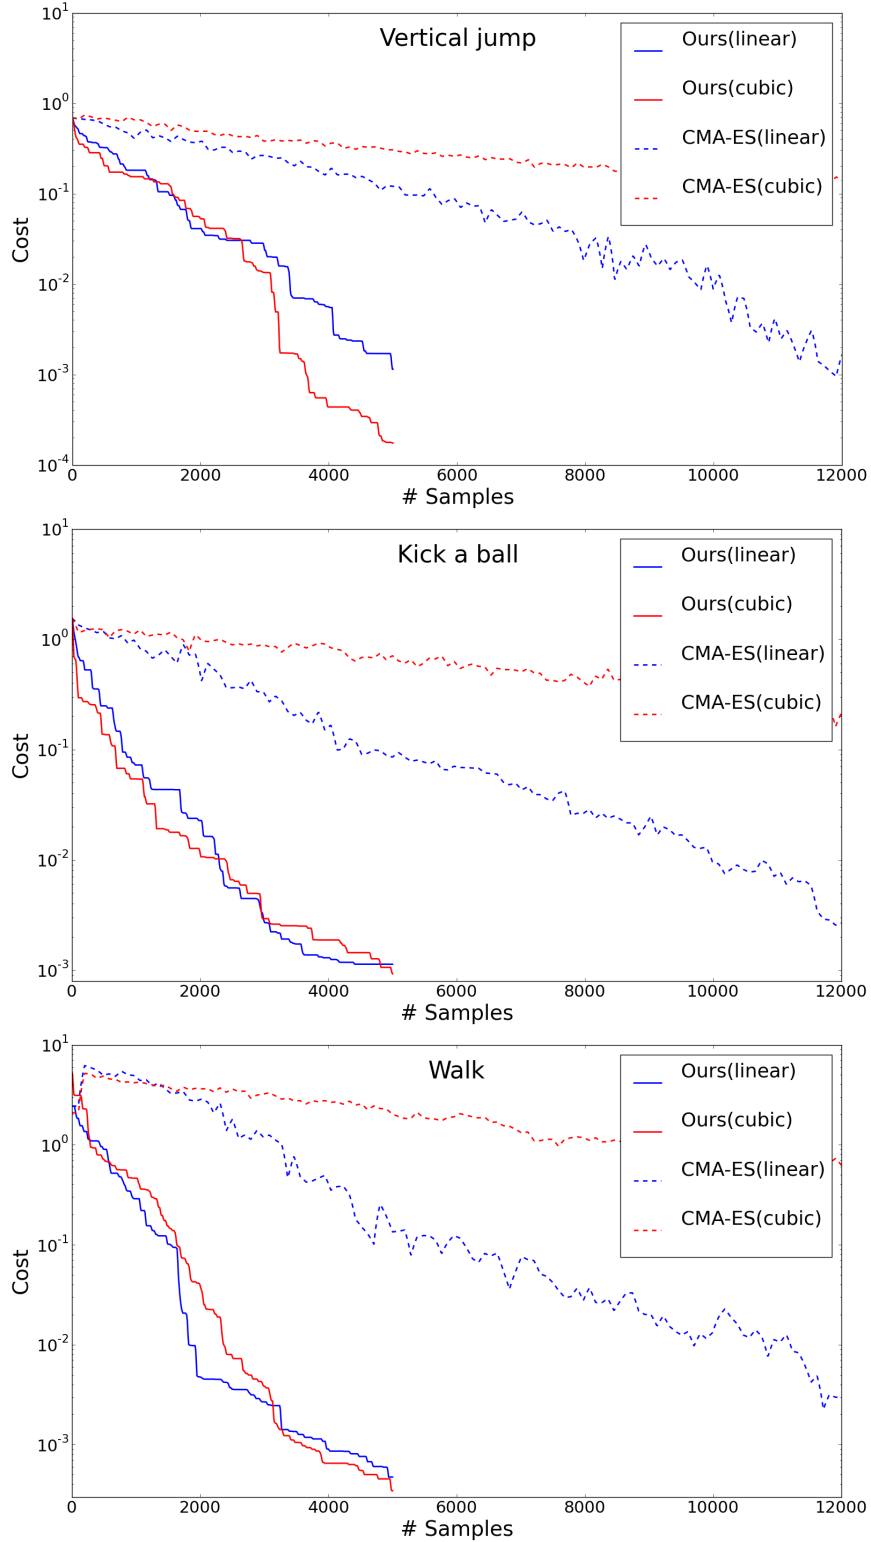 Vertical jump
Ours(linear)
Ours(cubic)
CMA-ES(linear)
CMA-ES(cubic)
Cost
10^1
10^0
10^-1
10^-2
10^-3
10^-4
0 2000 4000 6000 8000 10000 12000
# Samples
Kick a ball
Ours(linear)
Ours(cubic)
CMA-ES(linear)
CMA-ES(cubic)
Cost
10^1
10^0
10^-1
10^-2
10^-3
0 2000 4000 6000 8000 10000 12000
# Samples
Walk
Ours(linear)
Ours(cubic)
CMA-ES(linear)
CMA-ES(cubic)
Cost
10^1
10^0
10^-1
10^-2
10^-3
0 2000 4000 6000 8000 10000 12000
# Samples